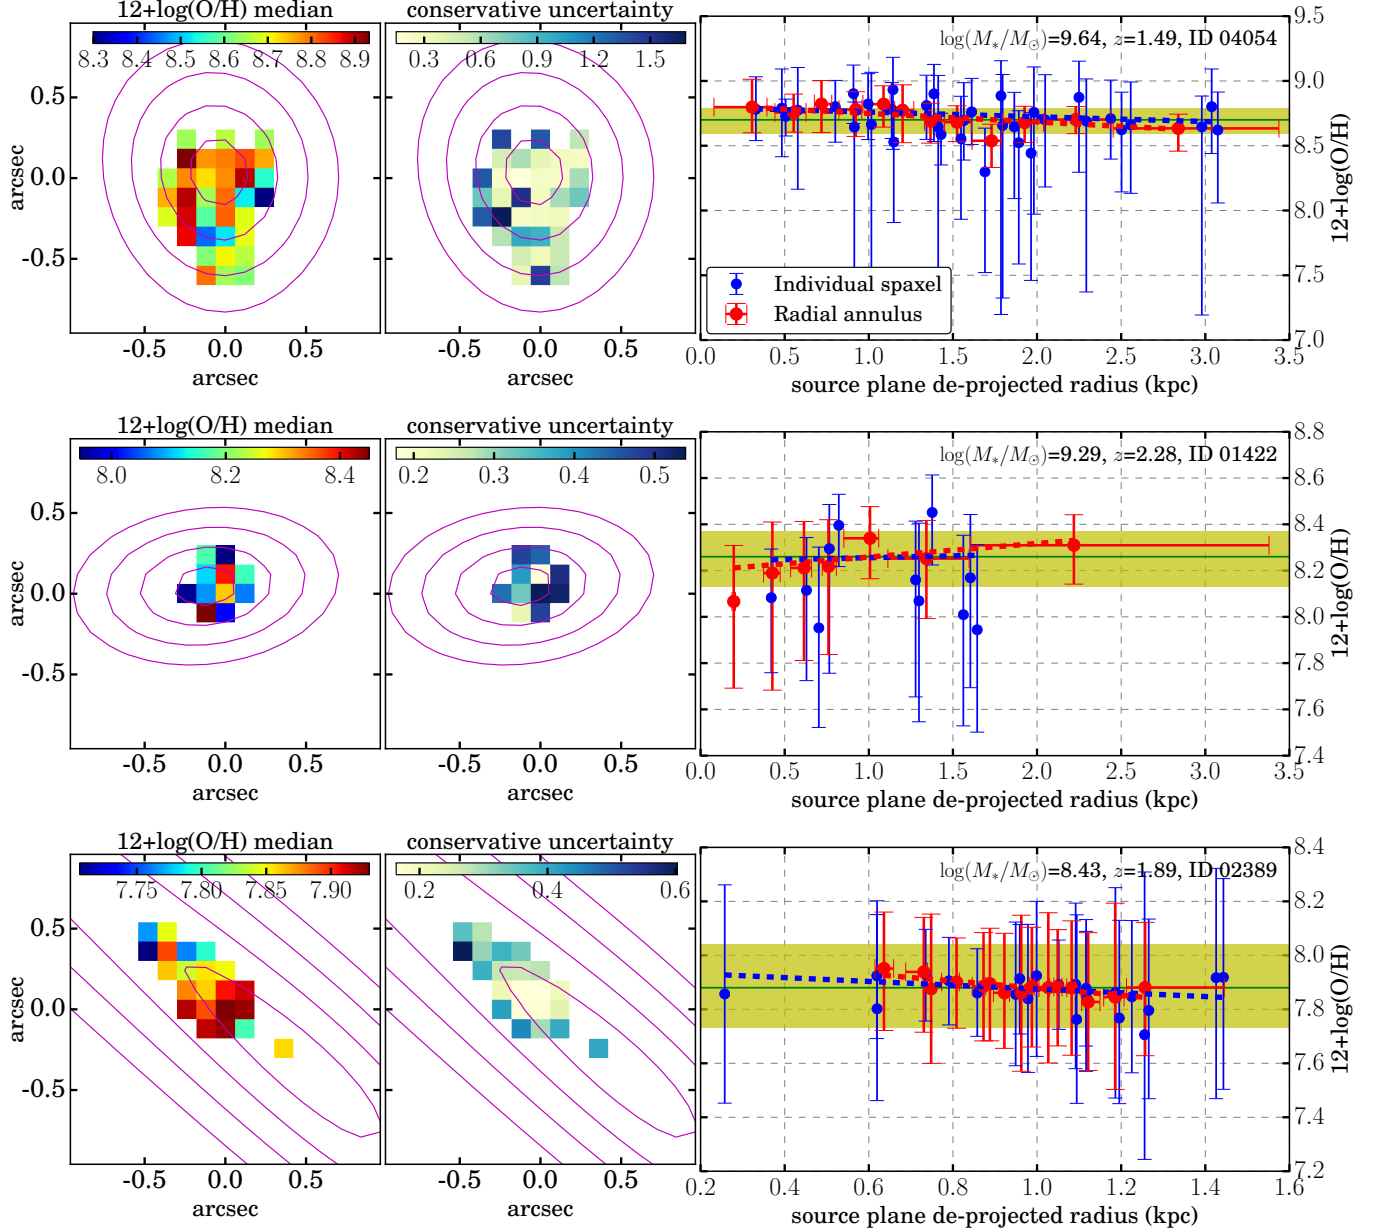 12+log(O/H) median
conservative uncertainty
8.3 8.4 8.5 8.6 8.7 8.8 8.9
0.3 0.6 0.9 1.2 1.5
log(M*/M⊙)=9.64, z=1.49, ID 04054
9.5
9.0
8.5
8.0
7.5
7.0
12+log(O/H)
0.5
0.0
-0.5
arcsec
Individual spaxel
Radial annulus
-0.5 0.0 0.5
arcsec
-0.5 0.0 0.5
arcsec
0.0 0.5 1.0 1.5 2.0 2.5 3.0 3.5
source plane de-projected radius (kpc)
12+log(O/H) median
conservative uncertainty
8.0 8.2 8.4
0.2 0.3 0.4 0.5
log(M*/M⊙)=9.29, z=2.28, ID 01422
8.8
8.6
8.4
8.2
8.0
7.8
7.6
7.4
12+log(O/H)
0.5
0.0
-0.5
arcsec
-0.5 0.0 0.5
arcsec
-0.5 0.0 0.5
arcsec
0.0 0.5 1.0 1.5 2.0 2.5 3.0 3.5
source plane de-projected radius (kpc)
12+log(O/H) median
conservative uncertainty
7.75 7.80 7.85 7.90
0.2 0.4 0.6
log(M*/M⊙)=8.43, z=1.89, ID 02389
8.4
8.2
8.0
7.8
7.6
7.4
7.2
12+log(O/H)
0.5
0.0
-0.5
arcsec
-0.5 0.0 0.5
arcsec
-0.5 0.0 0.5
arcsec
0.2 0.4 0.6 0.8 1.0 1.2 1.4 1.6
source plane de-projected radius (kpc)